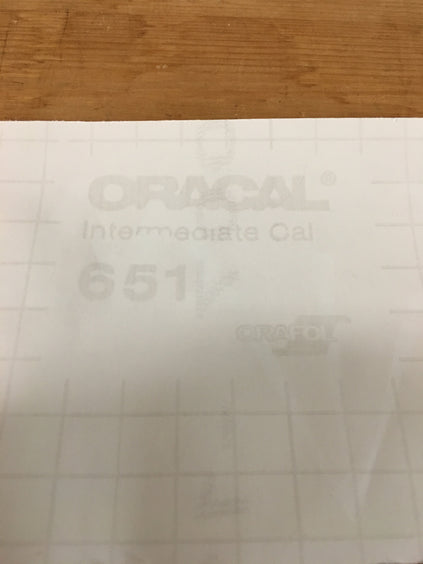 ORACAL®
Intermediate Cal
651
ORAFOL